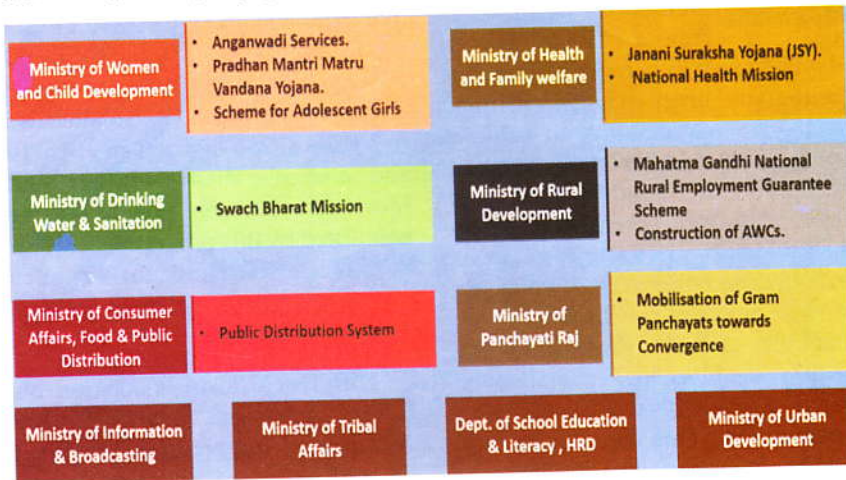 Ministry of Women
and Child Development
• Anganwadi Services.
• Pradhan Mantri Matru
Vandana Yojana.
• Scheme for Adolescent Girls
Ministry of Health
and Family welfare
• Janani Suraksha Yojana (JSY).
• National Health Mission
Ministry of Drinking
Water & Sanitation
• Swach Bharat Mission
Ministry of Rural
Development
• Mahatma Gandhi National
Rural Employment Guarantee
Scheme
• Construction of AWCs.
Ministry of Consumer
Affairs, Food & Public
Distribution
• Public Distribution System
Ministry of
Panchayati Raj
• Mobilisation of Gram
Panchayats towards
Convergence
Ministry of Information
& Broadcasting
Ministry of Tribal
Affairs
Dept. of School Education
& Literacy , HRD
Ministry of Urban
Development